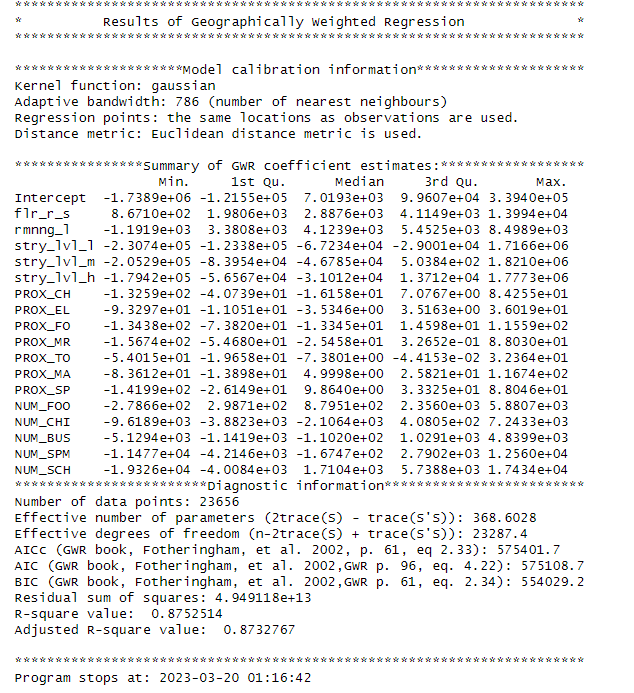 ***********************************************************************
*          Results of Geographically Weighted Regression              *
***********************************************************************

*********************Model calibration information*********************
Kernel function: gaussian
Adaptive bandwidth: 786 (number of nearest neighbours)
Regression points: the same locations as observations are used.
Distance metric: Euclidean distance metric is used.

****************Summary of GWR coefficient estimates:******************
                  Min.     1st Qu.      Median     3rd Qu.       Max.
Intercept  -1.7389e+06 -1.2155e+05  7.0193e+03  9.9607e+04 3.3940e+05
flr_r_s     8.6710e+02  1.9806e+03  2.8876e+03  4.1149e+03 1.3994e+04
rmnng_l    -1.1919e+03  3.3808e+03  4.1239e+03  5.4525e+03 8.4989e+03
stry_lvl_l -2.3074e+05 -1.2338e+05 -6.7234e+04 -2.9001e+04 1.7166e+06
stry_lvl_m -2.0529e+05 -8.3954e+04 -4.6785e+04  5.0384e+02 1.8210e+06
stry_lvl_h -1.7942e+05 -5.6567e+04 -3.1012e+04  1.3712e+04 1.7773e+06
PROX_CH    -1.3259e+02 -4.0739e+01 -1.6158e+01  7.0767e+00 8.4255e+01
PROX_EL    -9.3297e+01 -1.1051e+01 -3.5346e+00  3.5163e+00 3.6019e+01
PROX_FO    -1.3438e+02 -7.3820e+01 -1.3345e+01  1.4598e+01 1.1559e+02
PROX_MR    -1.5674e+02 -5.4680e+01 -2.5458e+01  3.2652e-01 8.8030e+01
PROX_TO    -5.4015e+01 -1.9658e+01 -7.3801e+00 -4.4153e-02 3.2364e+01
PROX_MA    -8.3612e+01 -1.3898e+01  4.9998e+00  2.5821e+01 1.1674e+02
PROX_SP    -1.4199e+02 -2.6149e+01  9.8640e+00  3.3325e+01 8.8046e+01
NUM_FOO    -2.7866e+02  2.9871e+02  8.7951e+02  2.3560e+03 5.8807e+03
NUM_CHI    -9.6189e+03 -3.8823e+03 -2.1064e+03  4.0805e+02 7.2433e+03
NUM_BUS    -5.1294e+03 -1.1419e+03 -1.1020e+02  1.0291e+03 4.8399e+03
NUM_SPM    -1.1477e+04 -4.2146e+03 -1.6747e+02  2.7902e+03 1.2560e+04
NUM_SCH    -1.9326e+04 -4.0084e+03  1.7104e+03  5.7388e+03 1.7434e+04
************************Diagnostic information*************************
Number of data points: 23656
Effective number of parameters (2trace(S) - trace(S'S)): 368.6028
Effective degrees of freedom (n-2trace(S) + trace(S'S)): 23287.4
AICc (GWR book, Fotheringham, et al. 2002, p. 61, eq 2.33): 575401.7
AIC (GWR book, Fotheringham, et al. 2002,GWR p. 96, eq. 4.22): 575108.7
BIC (GWR book, Fotheringham, et al. 2002,GWR p. 61, eq. 2.34): 554029.2
Residual sum of squares: 4.949118e+13
R-square value:  0.8752514
Adjusted R-square value:  0.8732767

***********************************************************************
Program stops at: 2023-03-20 01:16:42